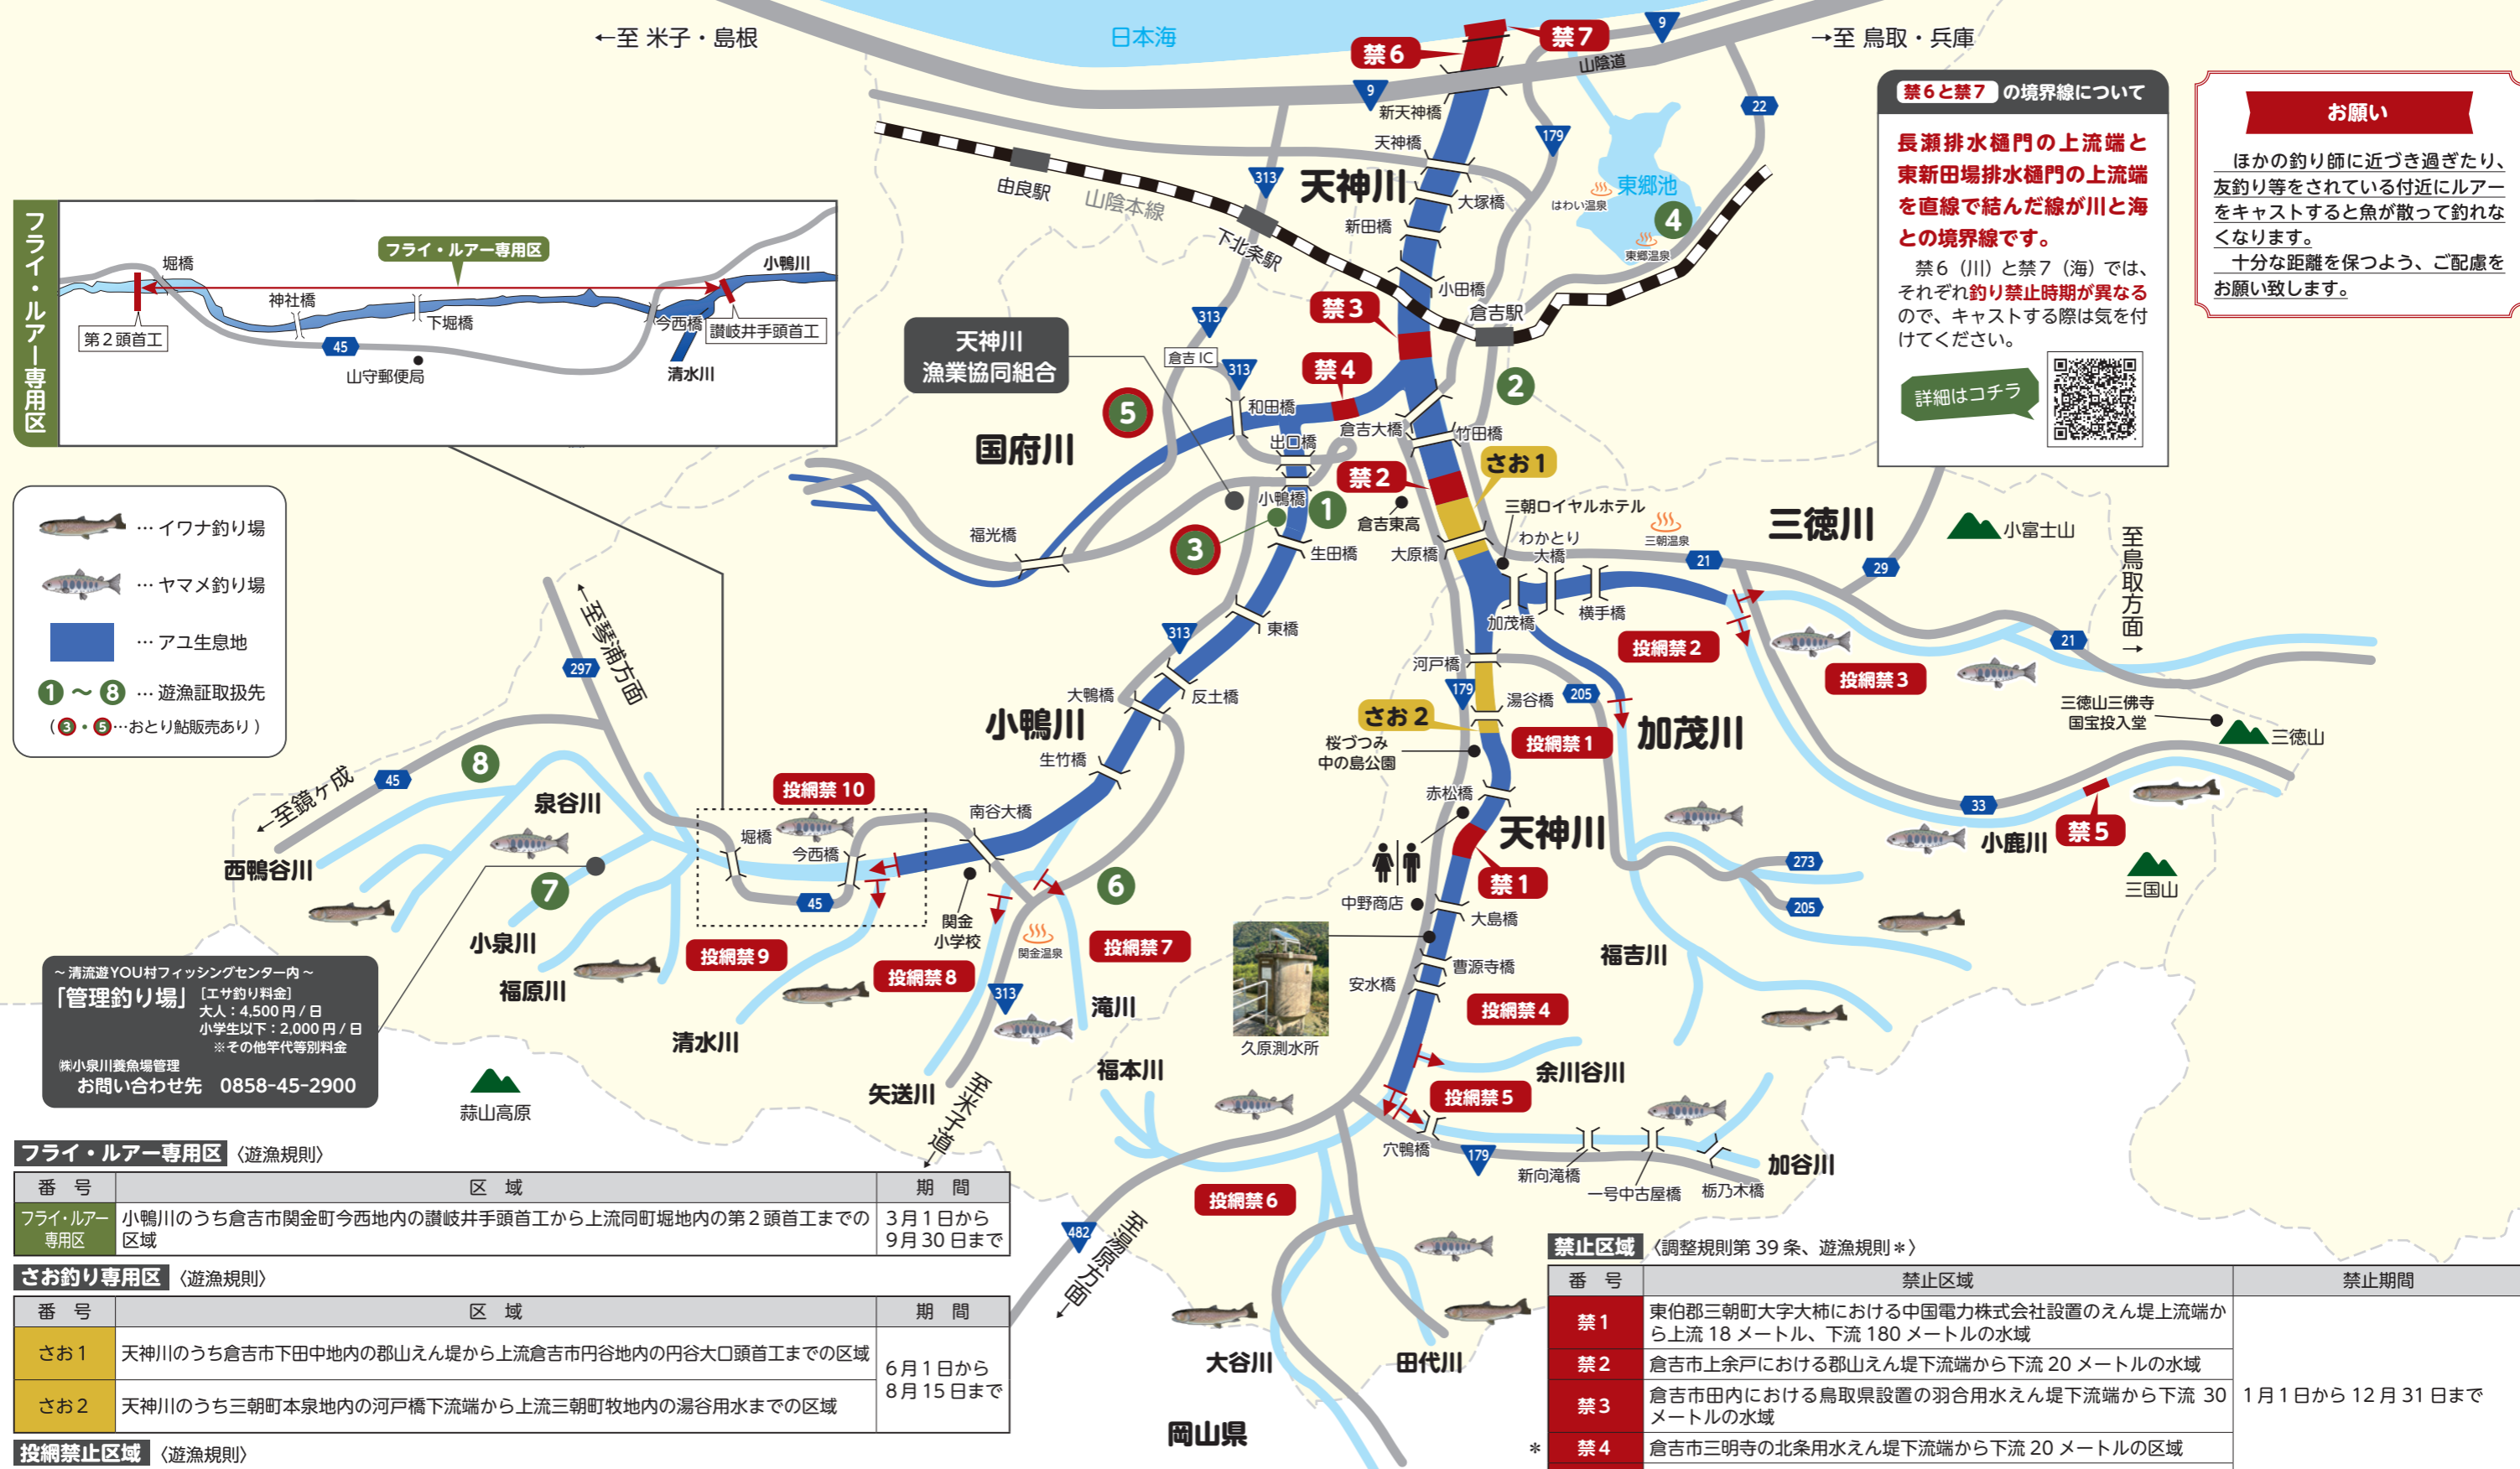 ←至 米子・島根
日本海
→至 鳥取・兵庫
禁6
禁7
9
山陰道
9
新天神橋
22
天神橋
179
313
天神川
大塚橋
はわい温泉
東郷池
4
新田橋
東郷温泉
由良駅
山陰本線
下北条駅
小田橋
倉吉駅
禁3
313
倉吉IC
313
禁4
2
天神川
漁業協同組合
5
和田橋
国府川
出口橋
倉吉大橋
竹田橋
さお1
禁2
小鴨橋
1
倉吉東高
三朝ロイヤルホテル
3
福光橋
生田橋
大原橋
わかとり
大橋
三朝温泉
三徳川
小富士山
21
29
至鳥取方面→
東橋
加茂橋
横手橋
投網禁2
21
投網禁3
313
河戸橋
大鴨橋
反土橋
179
湯谷橋
205
小鴨川
さお2
投網禁1
加茂川
三徳山三佛寺
国宝投入堂
三徳山
桜づつみ
中の島公園
生竹橋
赤松橋
天神川
33
小鹿川
禁5
三国山
禁1
中野商店
大島橋
273
205
福吉川
曹源寺橋
安水橋
久原測水所
投網禁4
余川谷川
投網禁5
穴鴨橋
179
新向滝橋
一号中古屋橋
栃乃木橋
加谷川
投網禁6
482
至湯原方面→
大谷川
田代川
岡山県
福本川
←至琴浦方面
297
8
45
←至鏡ヶ成
泉谷川
西鴨谷川
7
小泉川
福原川
投網禁10
堀橋
今西橋
45
南谷大橋
関金
小学校
6
関金温泉
投網禁7
投網禁9
投網禁8
313
滝川
清水川
矢送川
至米子道→
蒜山高原
フライ・ルアー専用区
フライ・ルアー専用区
堀橋
神社橋
下堀橋
今西橋
小鴨川
第2頭首工
讃岐井手頭首工
45
山守郵便局
清水川
… イワナ釣り場
… ヤマメ釣り場
… アユ生息地
1 ～ 8 … 遊漁証取扱先
（ 3・5…おとり鮎販売あり ）
～ 清流遊YOU村フィッシングセンター内 ～
「管理釣り場」
［エサ釣り料金］
大人：4,500円 / 日
小学生以下：2,000円 / 日
※その他竿代等別料金
㈱小泉川養魚場管理
お問い合わせ先　0858-45-2900
禁6と禁7 の境界線について
長瀬排水樋門の上流端と
東新田場排水樋門の上流端
を直線で結んだ線が川と海
との境界線です。
禁6（川）と禁7（海）では、
それぞれ釣り禁止時期が異なる
ので、キャストする際は気を付
けてください。
詳細はコチラ
お願い
ほかの釣り師に近づき過ぎたり、
友釣り等をされている付近にルアー
をキャストすると魚が散って釣れな
くなります。
十分な距離を保つよう、ご配慮を
お願い致します。
フライ・ルアー専用区 〈遊漁規則〉
番　号　区　域　期　間
フライ・ルアー
専用区
小鴨川のうち倉吉市関金町今西地内の讃岐井手頭首工から上流同町堀地内の第2頭首工までの
区域
3月1日から
9月30日まで
さお釣り専用区 〈遊漁規則〉
番　号　区　域　期　間
さお1　天神川のうち倉吉市下田中地内の郡山えん堤から上流倉吉市円谷地内の円谷大口頭首工までの区域
6月1日から
8月15日まで
さお2　天神川のうち三朝町本泉地内の河戸橋下流端から上流三朝町牧地内の湯谷用水までの区域
投網禁止区域 〈遊漁規則〉
禁止区域 〈調整規則第39条、遊漁規則＊〉
番　号　禁止区域　禁止期間
禁1　東伯郡三朝町大字大柿における中国電力株式会社設置のえん堤上流端か
ら上流18メートル、下流180メートルの水域
禁2　倉吉市上余戸における郡山えん堤下流端から下流20メートルの水域
禁3　倉吉市田内における鳥取県設置の羽合用水えん堤下流端から下流30
メートルの水域
1月1日から12月31日まで
＊ 禁4　倉吉市三明寺の北条用水えん堤下流端から下流20メートルの区域